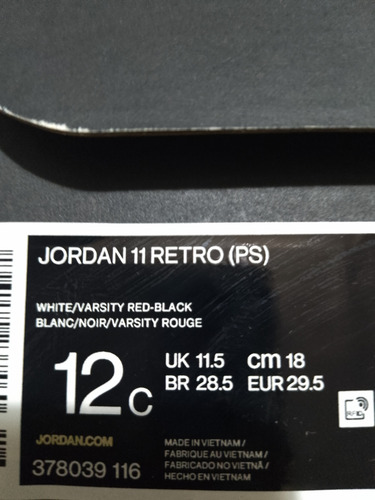 JORDAN 11 RETRO (PS)
WHITE/VARSITY RED-BLACK
BLANC/NOIR/VARSITY ROUGE
12C UK 11.5 cm 18
BR 28.5 EUR 29.5
RFID
JORDAN.COM
378039 116
MADE IN VIETNAM /
FABRIQUE AU VIETNAM /
FABRICADO NO VIETNÃ /
HECHO EN VIETNAM